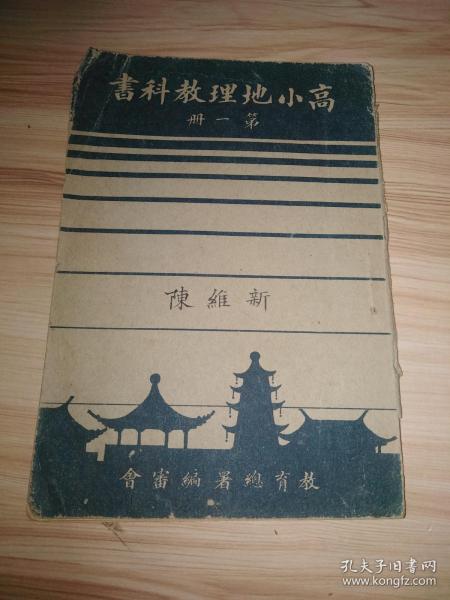 高小地理教科書
第一冊
陳維新
教育總署編審會
孔夫子旧书网
www.kongfz.com